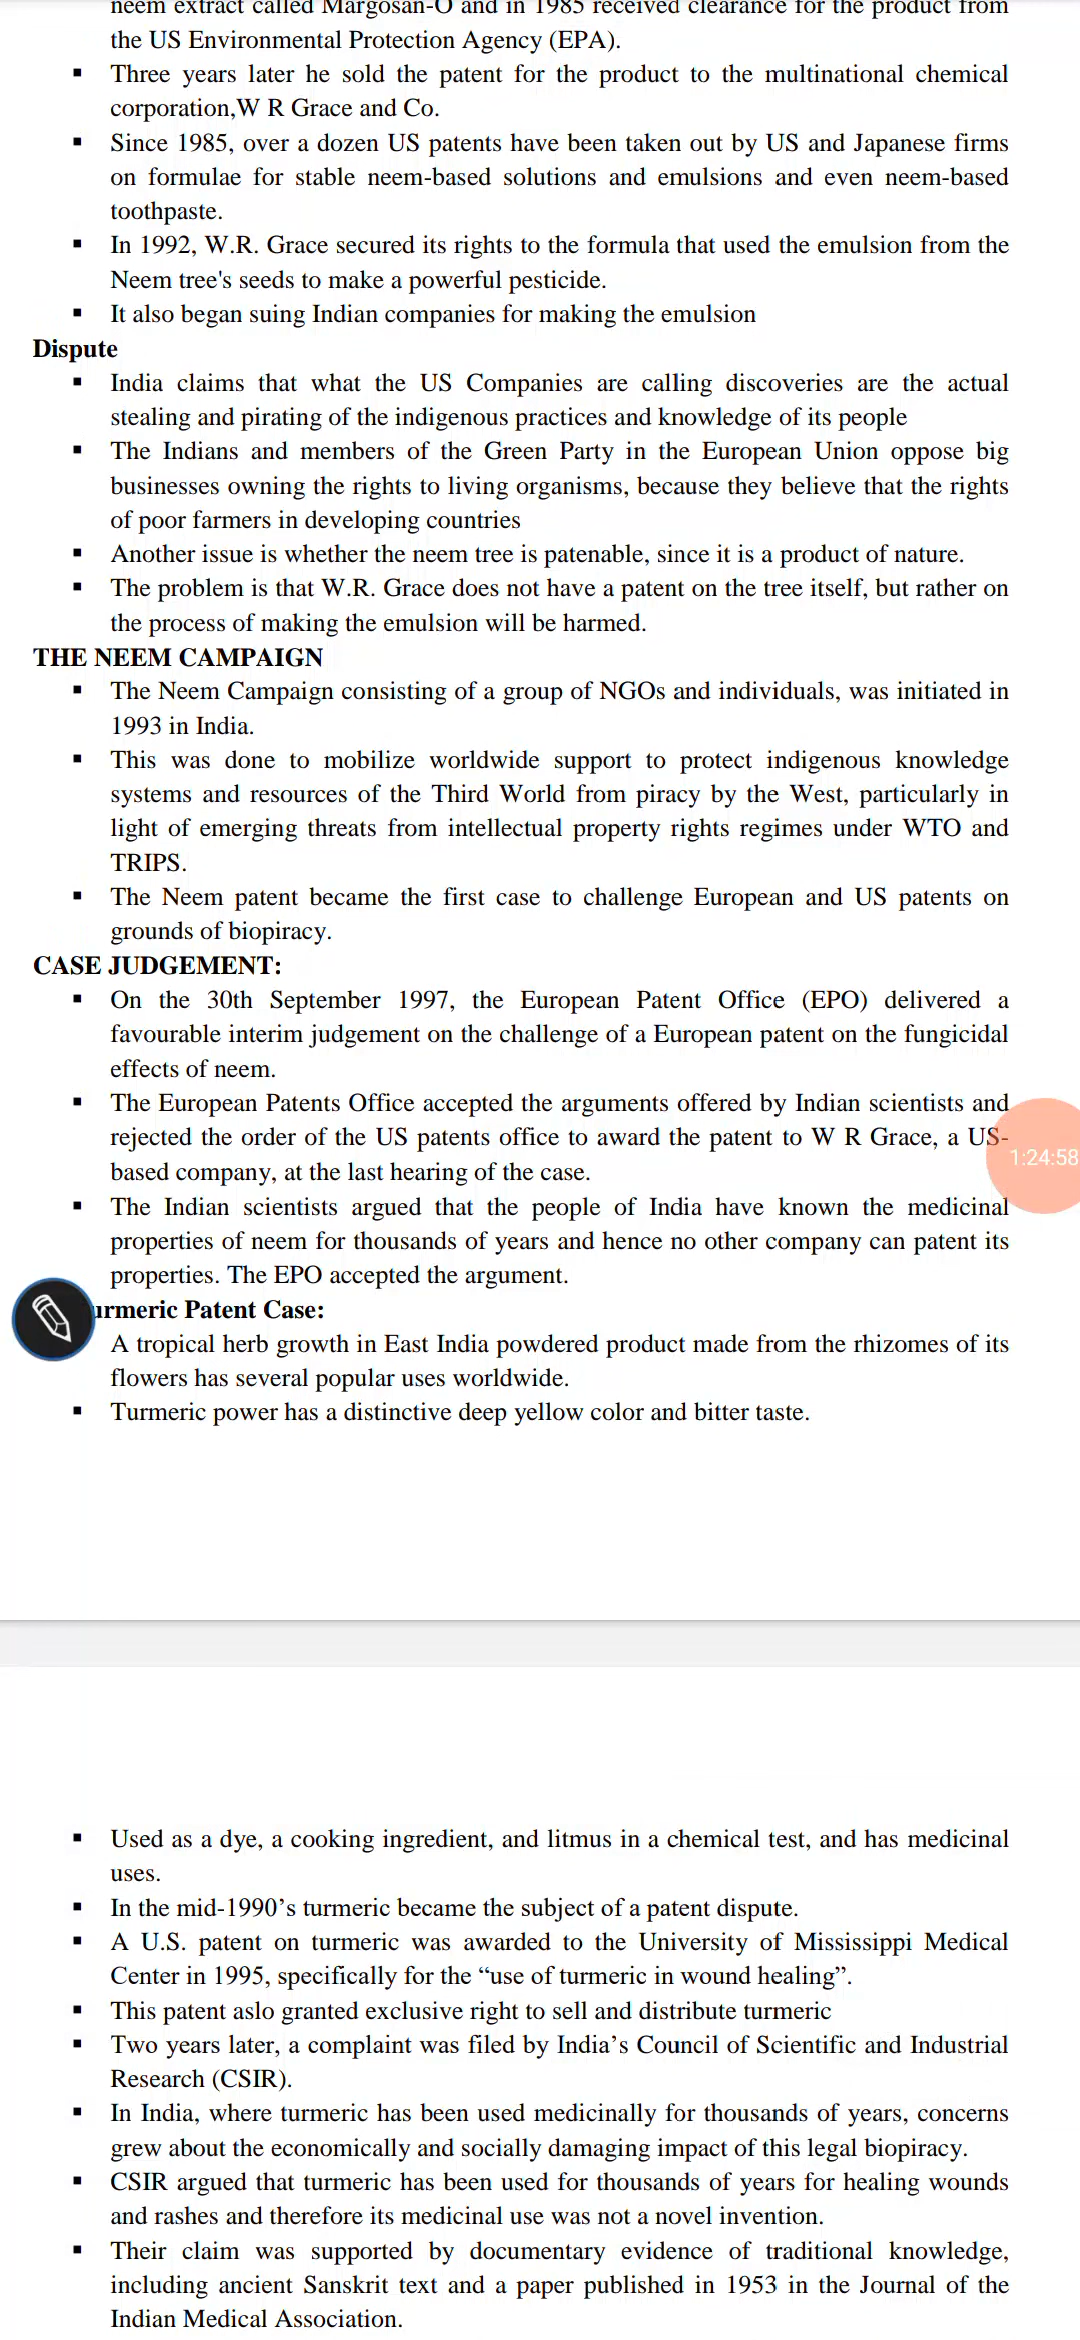 neem extract called Margosan-O and in 1985 received clearance for the product from
the US Environmental Protection Agency (EPA).
▪ Three years later he sold the patent for the product to the multinational chemical
corporation,W R Grace and Co.
▪ Since 1985, over a dozen US patents have been taken out by US and Japanese firms
on formulae for stable neem-based solutions and emulsions and even neem-based
toothpaste.
▪ In 1992, W.R. Grace secured its rights to the formula that used the emulsion from the
Neem tree's seeds to make a powerful pesticide.
▪ It also began suing Indian companies for making the emulsion
Dispute
▪ India claims that what the US Companies are calling discoveries are the actual
stealing and pirating of the indigenous practices and knowledge of its people
▪ The Indians and members of the Green Party in the European Union oppose big
businesses owning the rights to living organisms, because they believe that the rights
of poor farmers in developing countries
▪ Another issue is whether the neem tree is patenable, since it is a product of nature.
▪ The problem is that W.R. Grace does not have a patent on the tree itself, but rather on
the process of making the emulsion will be harmed.
THE NEEM CAMPAIGN
▪ The Neem Campaign consisting of a group of NGOs and individuals, was initiated in
1993 in India.
▪ This was done to mobilize worldwide support to protect indigenous knowledge
systems and resources of the Third World from piracy by the West, particularly in
light of emerging threats from intellectual property rights regimes under WTO and
TRIPS.
▪ The Neem patent became the first case to challenge European and US patents on
grounds of biopiracy.
CASE JUDGEMENT:
▪ On the 30th September 1997, the European Patent Office (EPO) delivered a
favourable interim judgement on the challenge of a European patent on the fungicidal
effects of neem.
▪ The European Patents Office accepted the arguments offered by Indian scientists and
rejected the order of the US patents office to award the patent to W R Grace, a US-
based company, at the last hearing of the case.
1:24:58
▪ The Indian scientists argued that the people of India have known the medicinal
properties of neem for thousands of years and hence no other company can patent its
properties. The EPO accepted the argument.
urmeric Patent Case:
A tropical herb growth in East India powdered product made from the rhizomes of its
flowers has several popular uses worldwide.
▪ Turmeric power has a distinctive deep yellow color and bitter taste.
▪ Used as a dye, a cooking ingredient, and litmus in a chemical test, and has medicinal
uses.
▪ In the mid-1990’s turmeric became the subject of a patent dispute.
▪ A U.S. patent on turmeric was awarded to the University of Mississippi Medical
Center in 1995, specifically for the “use of turmeric in wound healing”.
▪ This patent aslo granted exclusive right to sell and distribute turmeric
▪ Two years later, a complaint was filed by India’s Council of Scientific and Industrial
Research (CSIR).
▪ In India, where turmeric has been used medicinally for thousands of years, concerns
grew about the economically and socially damaging impact of this legal biopiracy.
▪ CSIR argued that turmeric has been used for thousands of years for healing wounds
and rashes and therefore its medicinal use was not a novel invention.
▪ Their claim was supported by documentary evidence of traditional knowledge,
including ancient Sanskrit text and a paper published in 1953 in the Journal of the
Indian Medical Association.